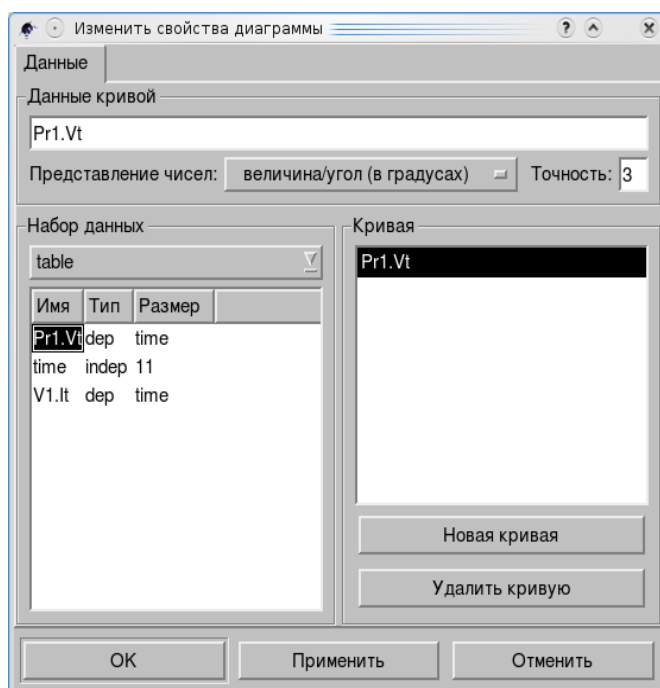 Изменить свойства диаграммы
Данные
Данные кривой
Pr1.Vt
Представление чисел: величина/угол (в градусах) Точность: 3
Набор данных
table
Имя Тип Размер
Pr1.Vt dep time
time indep 11
V1.It dep time
Кривая
Pr1.Vt
Новая кривая
Удалить кривую
OK Применить Отменить